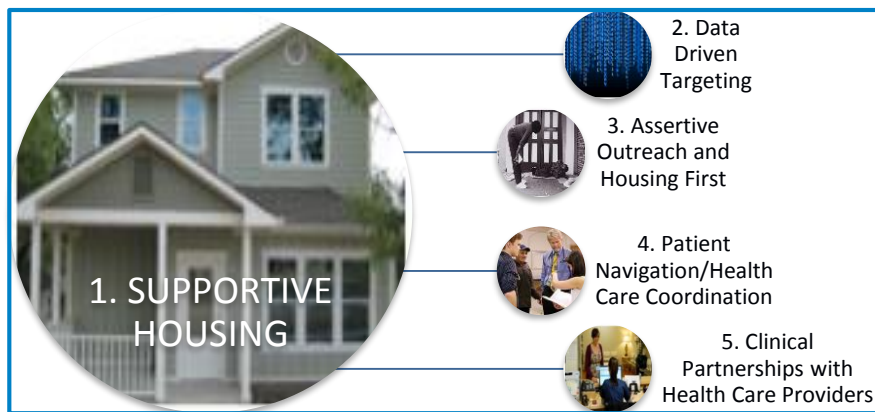 1. SUPPORTIVE
HOUSING
2. Data
Driven
Targeting
3. Assertive
Outreach and
Housing First
4. Patient
Navigation/Health
Care Coordination
5. Clinical
Partnerships with
Health Care Providers